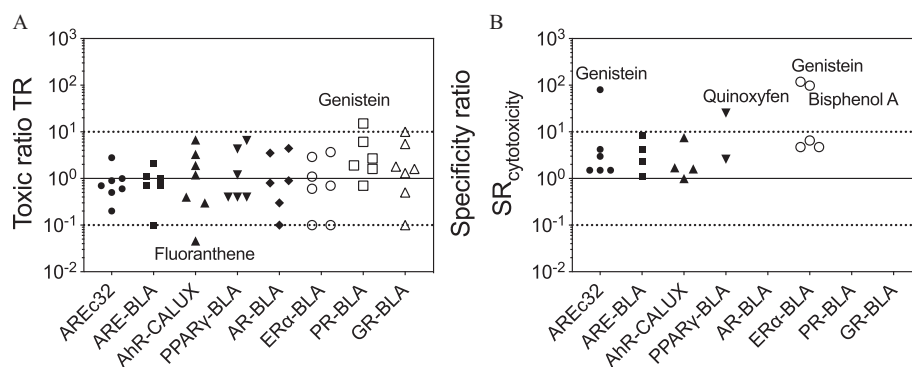 A
Toxic ratio TR
10³
10²
10¹
10⁰
10⁻¹
10⁻²
Genistein
Fluoranthene
AREc32
ARE-BLA
AhR-CALUX
PPARγ-BLA
AR-BLA
ERα-BLA
PR-BLA
GR-BLA
B
Specificity ratio
SRcytotoxicity
10³
10²
10¹
10⁰
10⁻¹
10⁻²
Genistein
Quinoxyfen
Genistein
Bisphenol A
AREc32
ARE-BLA
AhR-CALUX
PPARγ-BLA
AR-BLA
ERα-BLA
PR-BLA
GR-BLA